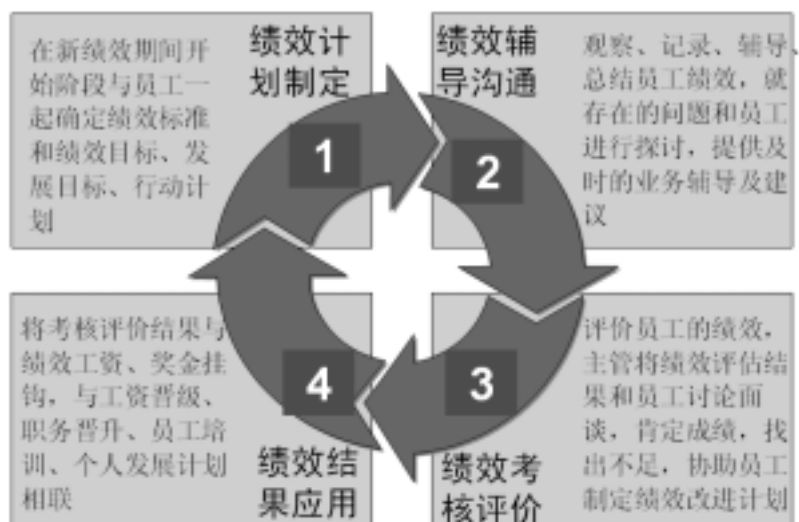 绩效计
划制定
在新绩效期间开
始阶段与员工一
起确定绩效标准
和绩效目标、发
展目标、行动计
划
1
绩效辅
导沟通
观察、记录、辅导、
总结员工绩效，就
存在的问题和员工
进行探讨，提供及
时的业务辅导及建
议
2
评价员工的绩效，
主管将绩效评估结
果和员工讨论面
谈，肯定成绩，找
出不足，协助员工
制定绩效改进计划
3
绩效考
核评价
将考核评价结果与
绩效工资、奖金挂
钩，与工资晋级、
职务晋升、员工培
训、个人发展计划
相联
4
绩效结
果应用